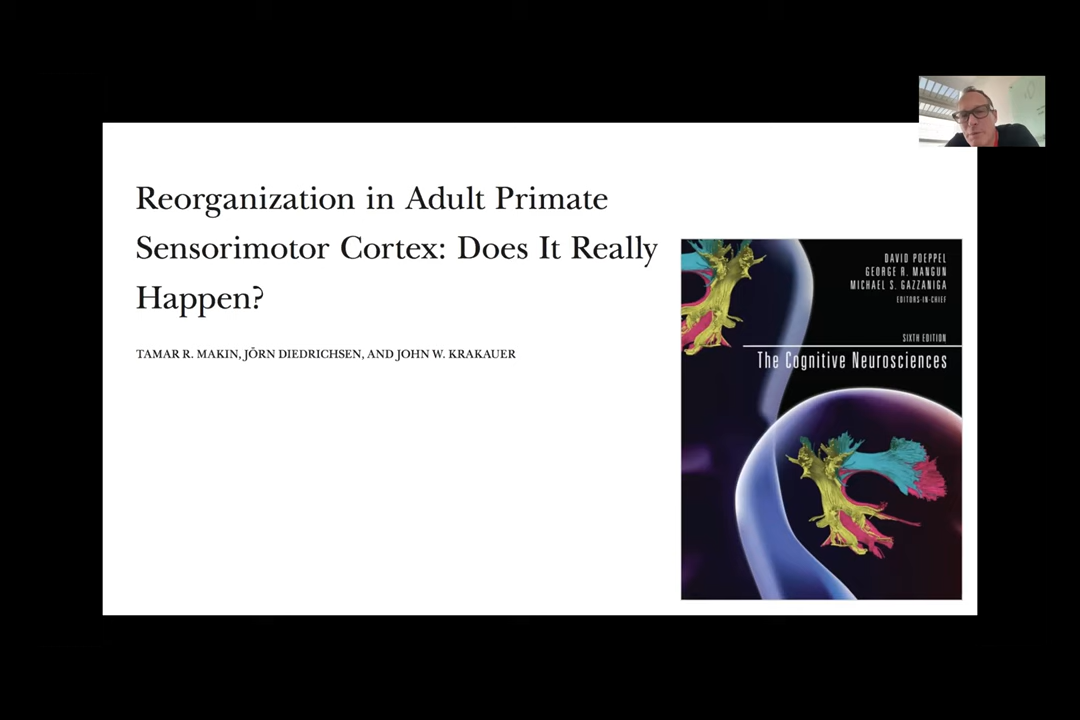 Reorganization in Adult Primate
Sensorimotor Cortex: Does It Really
Happen?
TAMAR R. MAKIN, JÖRN DIEDRICHSEN, AND JOHN W. KRAKAUER
DAVID POEPPEL
GEORGE R. MANGUN
MICHAEL S. GAZZANIGA
EDITORS-IN-CHIEF
SIXTH EDITION
The Cognitive Neurosciences